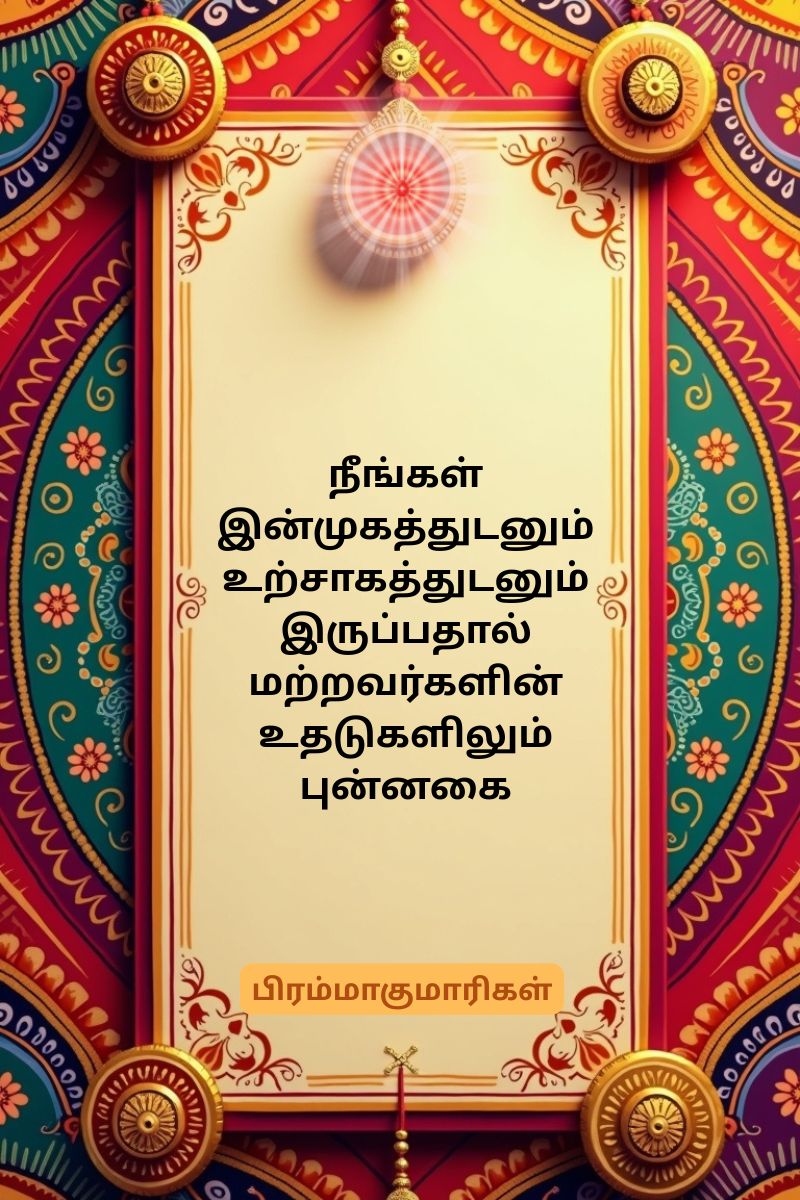 நீங்கள்
இன்முகத்துடனும்
உற்சாகத்துடனும்
இருப்பதால்
மற்றவர்களின்
உதடுகளிலும்
புன்னகை
பிரம்மாகுமாரிகள்